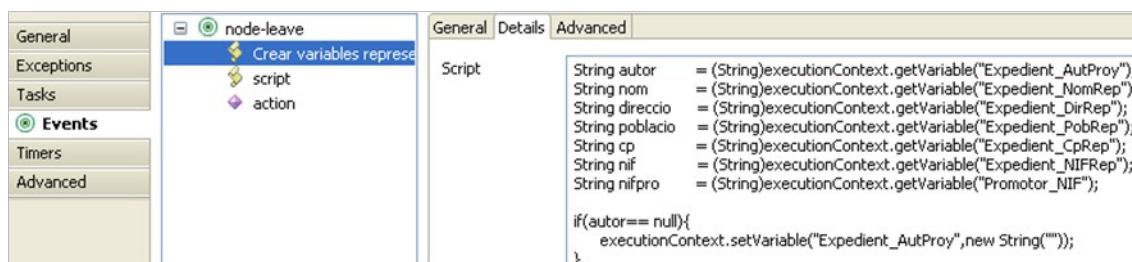 General
Exceptions
Tasks
Events
Timers
Advanced
node-leave
Crear variables represe
script
action
General Details Advanced
Script
String autor = (String)executionContext.getVariable("Expedient_AutProy")
String nom = (String)executionContext.getVariable("Expedient_NomRep")
String direccio = (String)executionContext.getVariable("Expedient_DirRep");
String poblacio = (String)executionContext.getVariable("Expedient_PobRep");
String cp = (String)executionContext.getVariable("Expedient_CpRep");
String nif = (String)executionContext.getVariable("Expedient_NIFRep");
String nifpro = (String)executionContext.getVariable("Promotor_NIF");
if(autor== null){
executionContext.setVariable("Expedient_AutProy",new String(""));
}